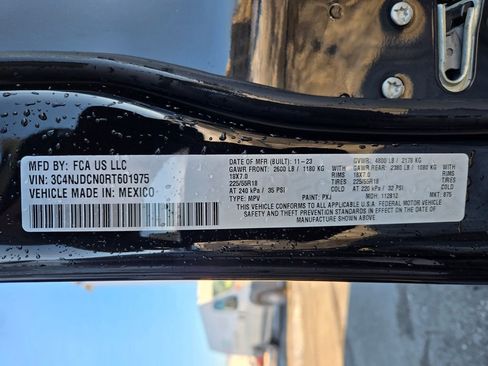 MFD BY: FCA US LLC
VIN: 3C4NJDCN0RT601975
VEHICLE MADE IN: MEXICO
DATE OF MFR (BUILT): 11-23 GVWR: 4800 LB / 2178 KG
GAWR FRONT: 2600 LB / 1180 KG WITH GAWR REAR: 2380 LB / 1080 KG WITH
18X7.0 RIMS 18X7.0 RIMS
225/55R18 TIRES 225/55R18 TIRES
AT 240 kPa / 35 PSI AT 220 kPa / 32 PSI
TYPE: MPV PAINT: PXJ MDH: 112812 MKT: 875
THIS VEHICLE CONFORMS TO ALL APPLICABLE U.S.A. FEDERAL MOTOR VEHICLE
SAFETY AND THEFT PREVENTION STANDARDS IN EFFECT ON THE DATE OF
MANUFACTURE SHOWN ABOVE